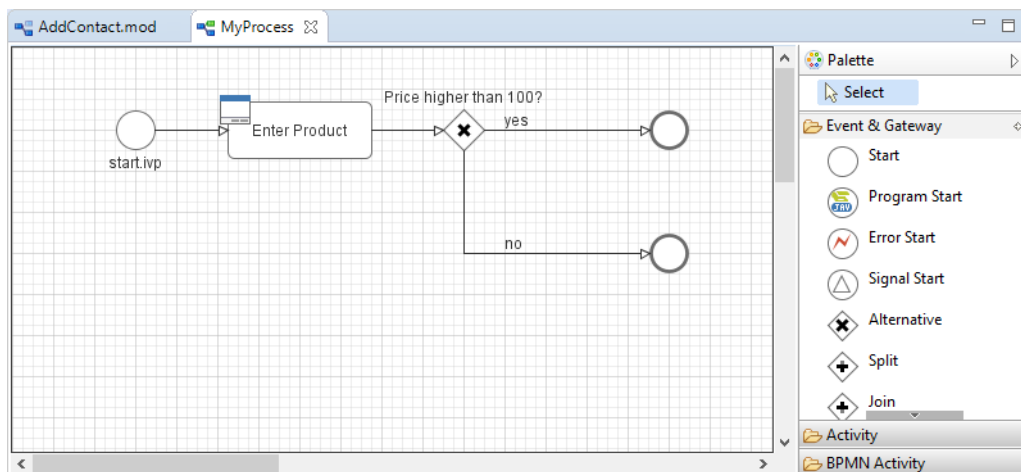 AddContact.mod
MyProcess
Palette
Select
Event & Gateway
Start
Program Start
JAV
Error Start
Signal Start
Alternative
Split
Join
Activity
BPMN Activity
Price higher than 100?
yes
Enter Product
start.ivp
no